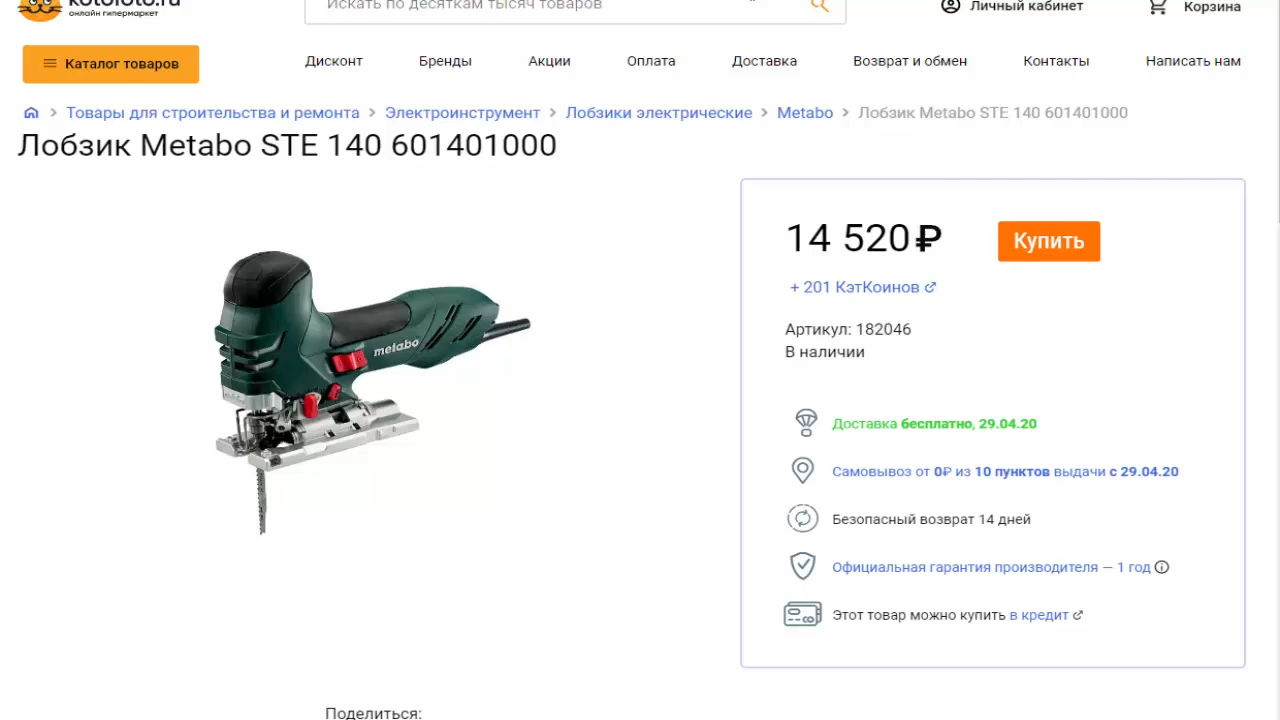 kotofoto.ru
онлайн гипермаркет
Искать по десяткам тысяч товаров
Личный кабинет
Корзина
Каталог товаров
Дисконт
Бренды
Акции
Оплата
Доставка
Возврат и обмен
Контакты
Написать нам
Товары для строительства и ремонта > Электроинструмент > Лобзики электрические > Metabo > Лобзик Metabo STE 140 601401000
Лобзик Metabo STE 140 601401000
metabo
14 520 ₽
Купить
+ 201 КэтКоинов
Артикул: 182046
В наличии
Доставка бесплатно, 29.04.20
Самовывоз от 0₽ из 10 пунктов выдачи с 29.04.20
Безопасный возврат 14 дней
Официальная гарантия производителя — 1 год
Этот товар можно купить в кредит
Поделиться: